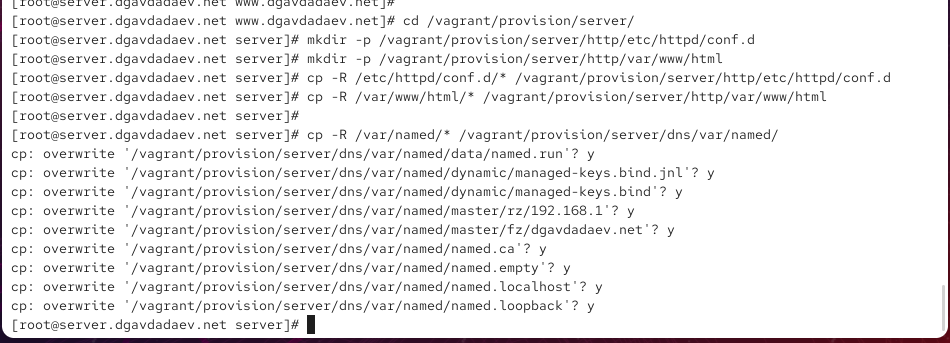 [root@server.dgavdadaev.net www.dgavdadaev.net]#
[root@server.dgavdadaev.net www.dgavdadaev.net]# cd /vagrant/provision/server/
[root@server.dgavdadaev.net server]# mkdir -p /vagrant/provision/server/http/etc/httpd/conf.d
[root@server.dgavdadaev.net server]# mkdir -p /vagrant/provision/server/http/var/www/html
[root@server.dgavdadaev.net server]# cp -R /etc/httpd/conf.d/* /vagrant/provision/server/http/etc/httpd/conf.d
[root@server.dgavdadaev.net server]# cp -R /var/www/html/* /vagrant/provision/server/http/var/www/html
[root@server.dgavdadaev.net server]#
[root@server.dgavdadaev.net server]# cp -R /var/named/* /vagrant/provision/server/dns/var/named/
cp: overwrite '/vagrant/provision/server/dns/var/named/data/named.run'? y
cp: overwrite '/vagrant/provision/server/dns/var/named/dynamic/managed-keys.bind.jnl'? y
cp: overwrite '/vagrant/provision/server/dns/var/named/dynamic/managed-keys.bind'? y
cp: overwrite '/vagrant/provision/server/dns/var/named/master/rz/192.168.1'? y
cp: overwrite '/vagrant/provision/server/dns/var/named/master/fz/dgavdadaev.net'? y
cp: overwrite '/vagrant/provision/server/dns/var/named/named.ca'? y
cp: overwrite '/vagrant/provision/server/dns/var/named/named.empty'? y
cp: overwrite '/vagrant/provision/server/dns/var/named/named.localhost'? y
cp: overwrite '/vagrant/provision/server/dns/var/named/named.loopback'? y
[root@server.dgavdadaev.net server]#